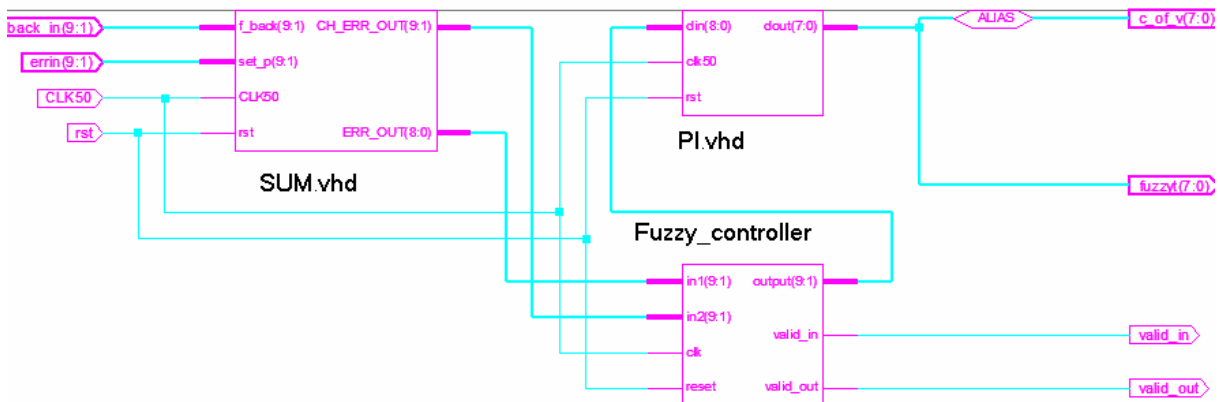 back_in(9:1)
f_back(9:1)
CH_ERR_OUT(9:1)
errin(9:1)
set_p(9:1)
CLK50
CLK50
rst
rst
ERR_OUT(8:0)
SUM.vhd
din(8:0)
dout(7:0)
clk50
rst
PI.vhd
ALIAS
c_of_v(7:0)
fuzzyt(7:0)
Fuzzy_controller
in1(9:1)
output(9:1)
in2(9:1)
valid_in
valid_in
clk
reset
valid_out
valid_out